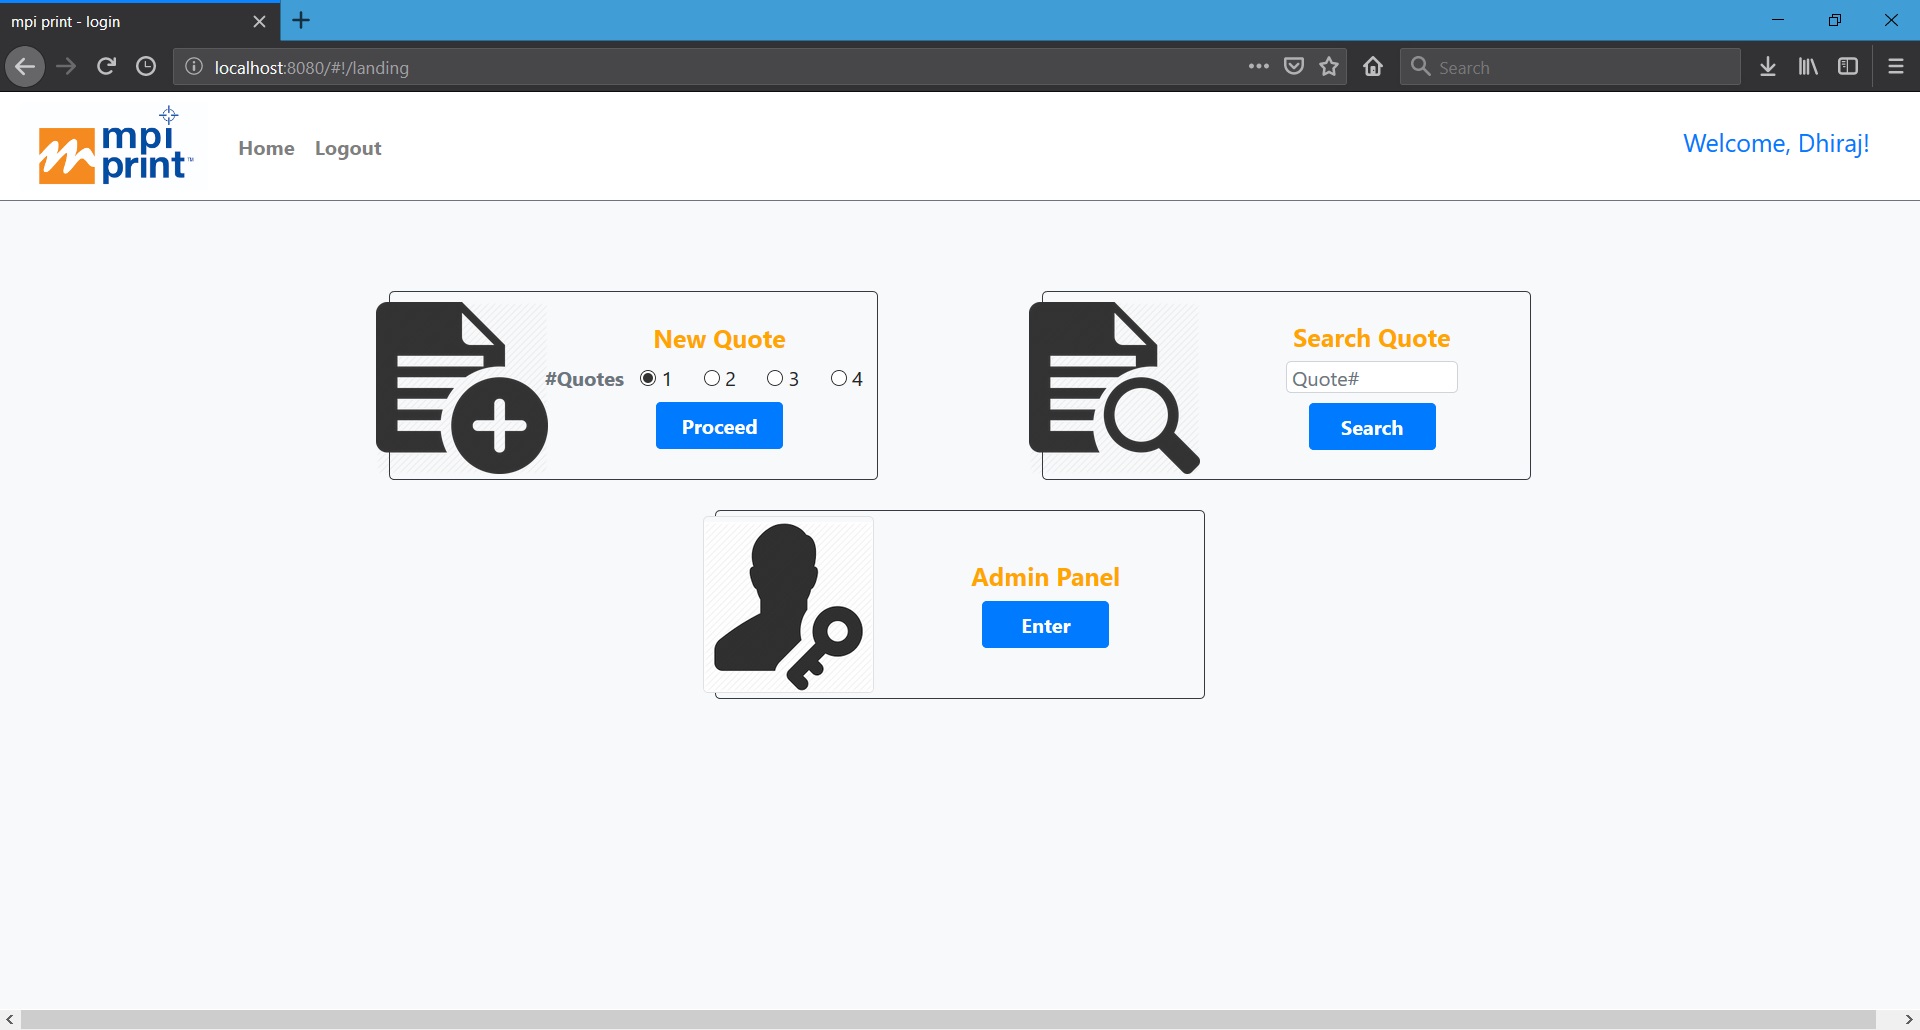 mpi print - login
localhost:8080/#!/landing
Search
mpi
print™
Home Logout
Welcome, Dhiraj!
New Quote
#Quotes 1 2 3 4
Proceed
Search Quote
Quote#
Search
Admin Panel
Enter